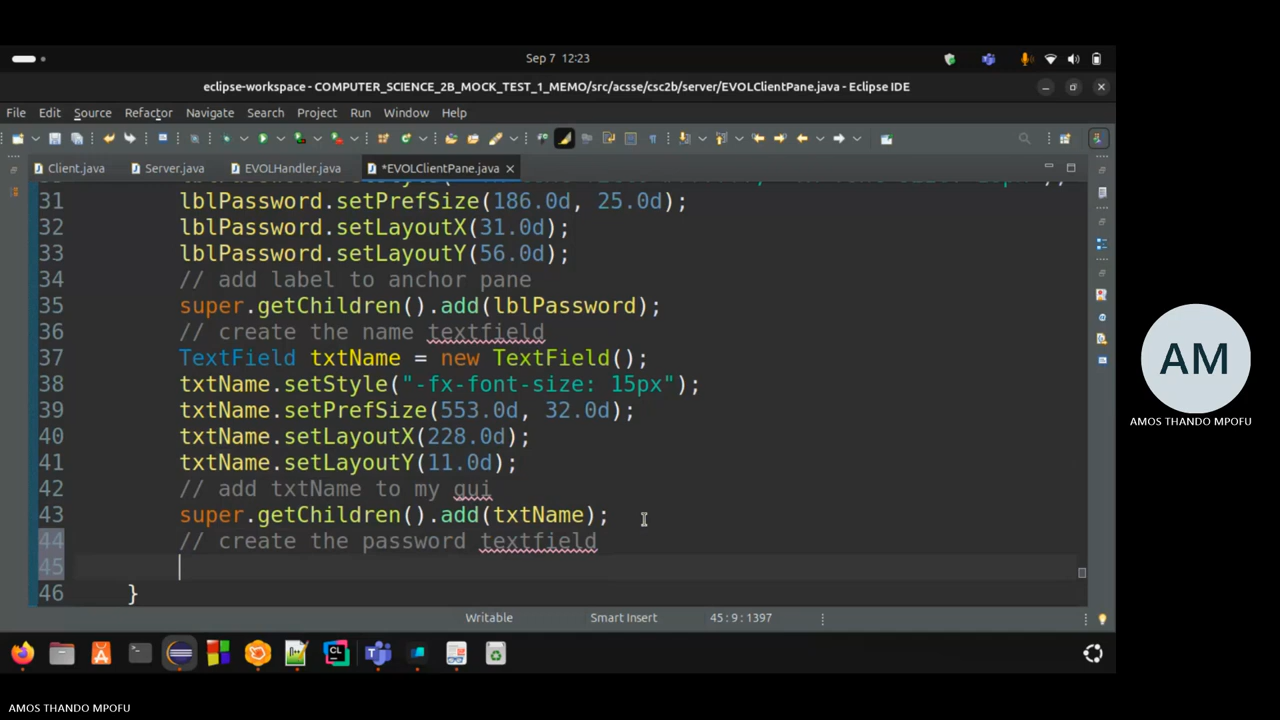 Sep 7 12:23
eclipse-workspace - COMPUTER_SCIENCE_2B_MOCK_TEST_1_MEMO/src/acsse/csc2b/server/EVOLClientPane.java - Eclipse IDE
File Edit Source Refactor Navigate Search Project Run Window Help
Client.java Server.java EVOLHandler.java *EVOLClientPane.java
31 lblPassword.setPrefSize(186.0d, 25.0d);
32 lblPassword.setLayoutX(31.0d);
33 lblPassword.setLayoutY(56.0d);
34 // add label to anchor pane
35 super.getChildren().add(lblPassword);
36 // create the name textfield
37 TextField txtName = new TextField();
38 txtName.setStyle("-fx-font-size: 15px");
39 txtName.setPrefSize(553.0d, 32.0d);
40 txtName.setLayoutX(228.0d);
41 txtName.setLayoutY(11.0d);
42 // add txtName to my gui
43 super.getChildren().add(txtName);
44 // create the password textfield
45
46 }
Writable Smart Insert 45 : 9 : 1397
CL
AM
AMOS THANDO MPOFU
AMOS THANDO MPOFU